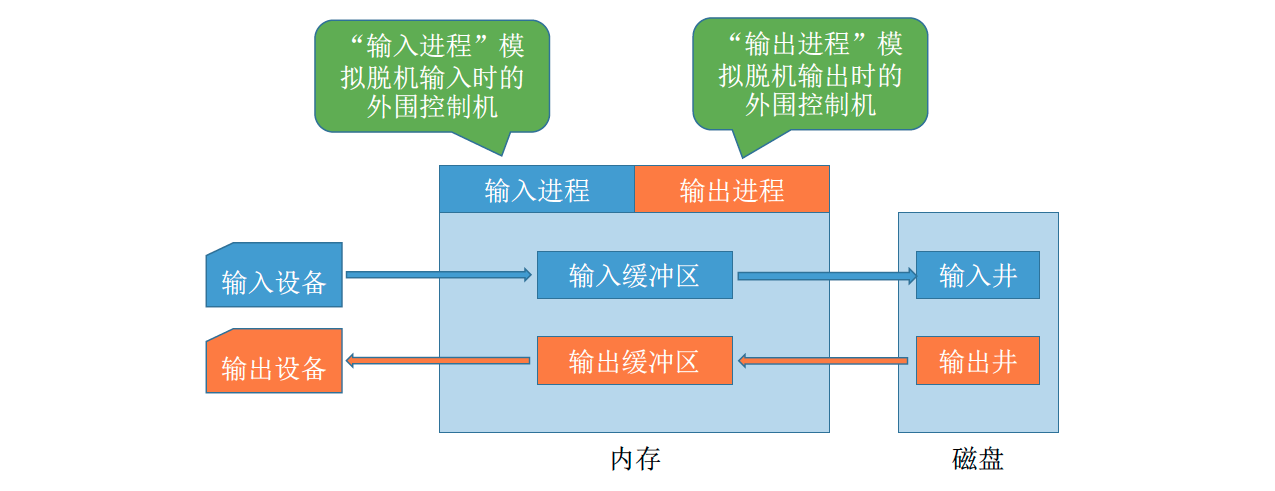 “输入进程”模
拟脱机输入时的
外围控制机
“输出进程”模
拟脱机输出时的
外围控制机
输入进程
输出进程
输入设备
输入缓冲区
输入井
输出设备
输出缓冲区
输出井
内存
磁盘